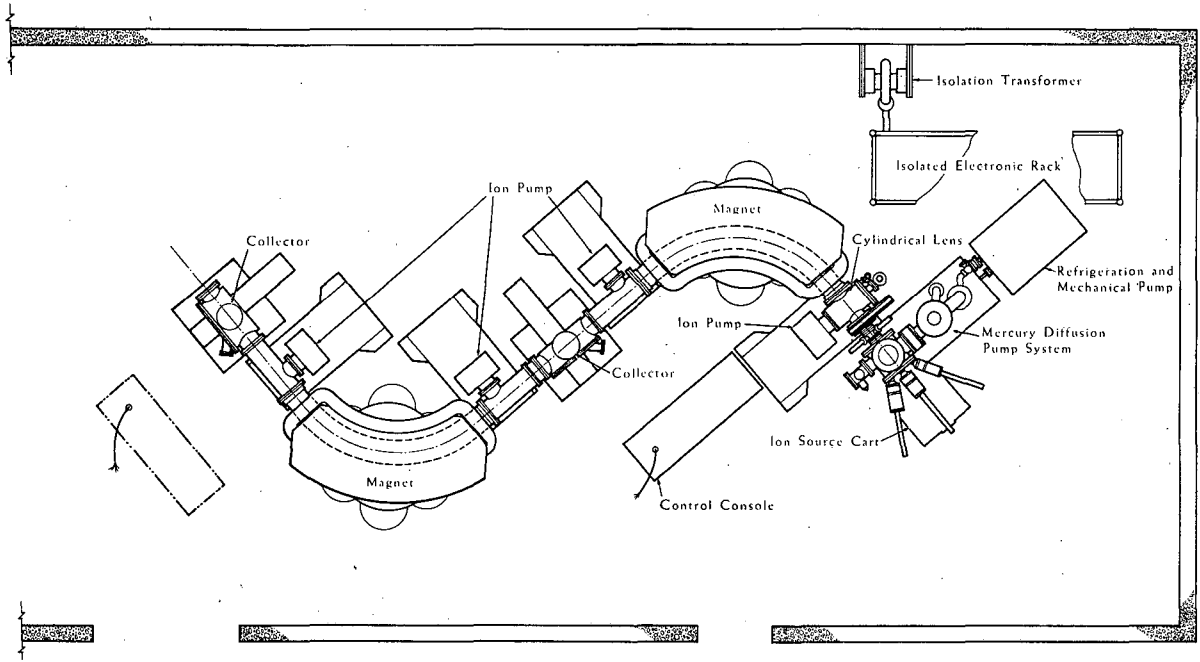 Isolation Transformer
Isolated Electronic Rack
Ion Pump
Magnet
Collector
Cylindrical Lens
Refrigeration and
Mechanical Pump
Ion Pump
Mercury Diffusion
Pump System
Collector
Ion Source Cart
Magnet
Control Console